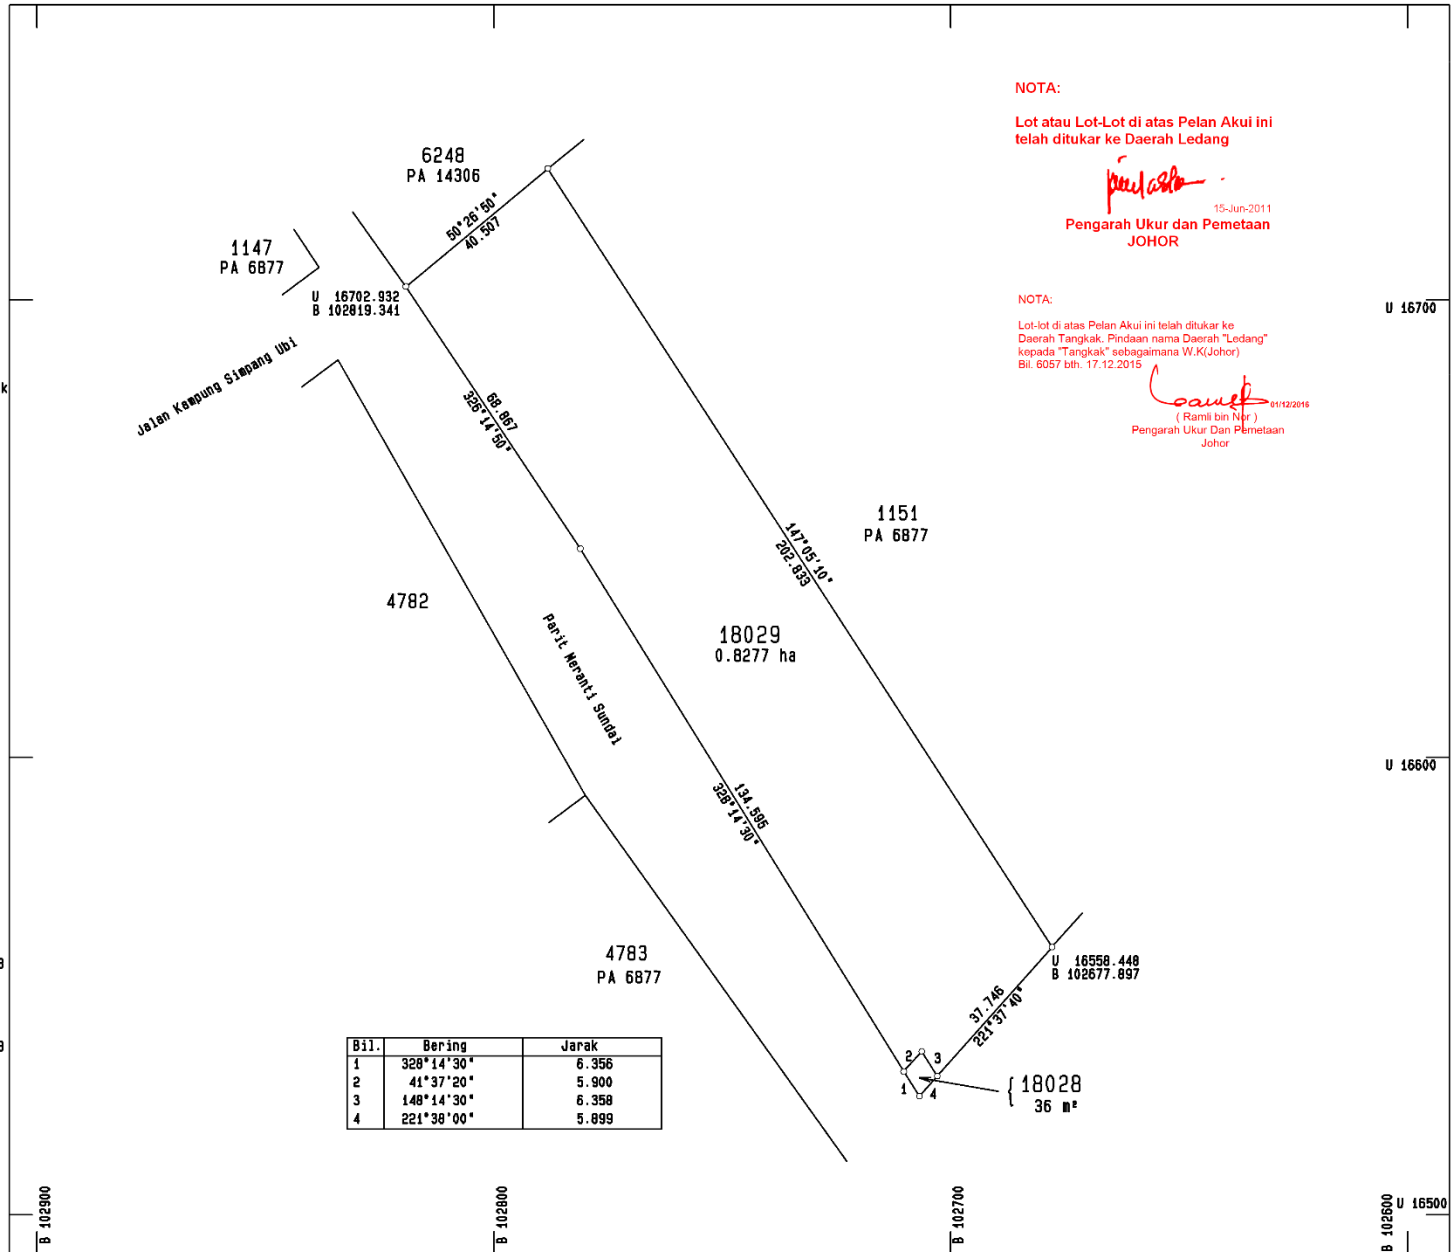 NOTA:
Lot atau Lot-Lot di atas Pelan Akui ini
telah ditukar ke Daerah Ledang
15-Jun-2011
Pengarah Ukur dan Pemetaan
JOHOR
NOTA:
Lot-lot di atas Pelan Akui ini telah ditukar ke
Daerah Tangkak. Pindaan nama Daerah "Ledang"
kepada "Tangkak" sebagaimana W.K(Johor)
Bil. 6057 bth. 17.12.2015
01/12/2016
( Ramli bin Nor )
Pengarah Ukur Dan Pemetaan
Johor
6248
PA 14306
50°26'50"
40.507
1147
PA 6877
U 16702.932
B 102819.341
U 16700
Jalan Kampung Simpang Ubi
k
68.867
326°14'50"
1151
PA 6877
147°05'10"
202.833
4782
18029
0.8277 ha
Parit Meranti Sundai
U 16600
134.595
328°14'30"
4783
PA 6877
U 16558.448
B 102677.897
37.746
221°37'40"
Bil. Bering Jarak
1 328°14'30" 6.356
2 41°37'20" 5.900
3 148°14'30" 6.358
4 221°38'00" 5.899
2
3
1
4
18028
36 m²
B 102900
B 102800
B 102700
B 102600
U 16500